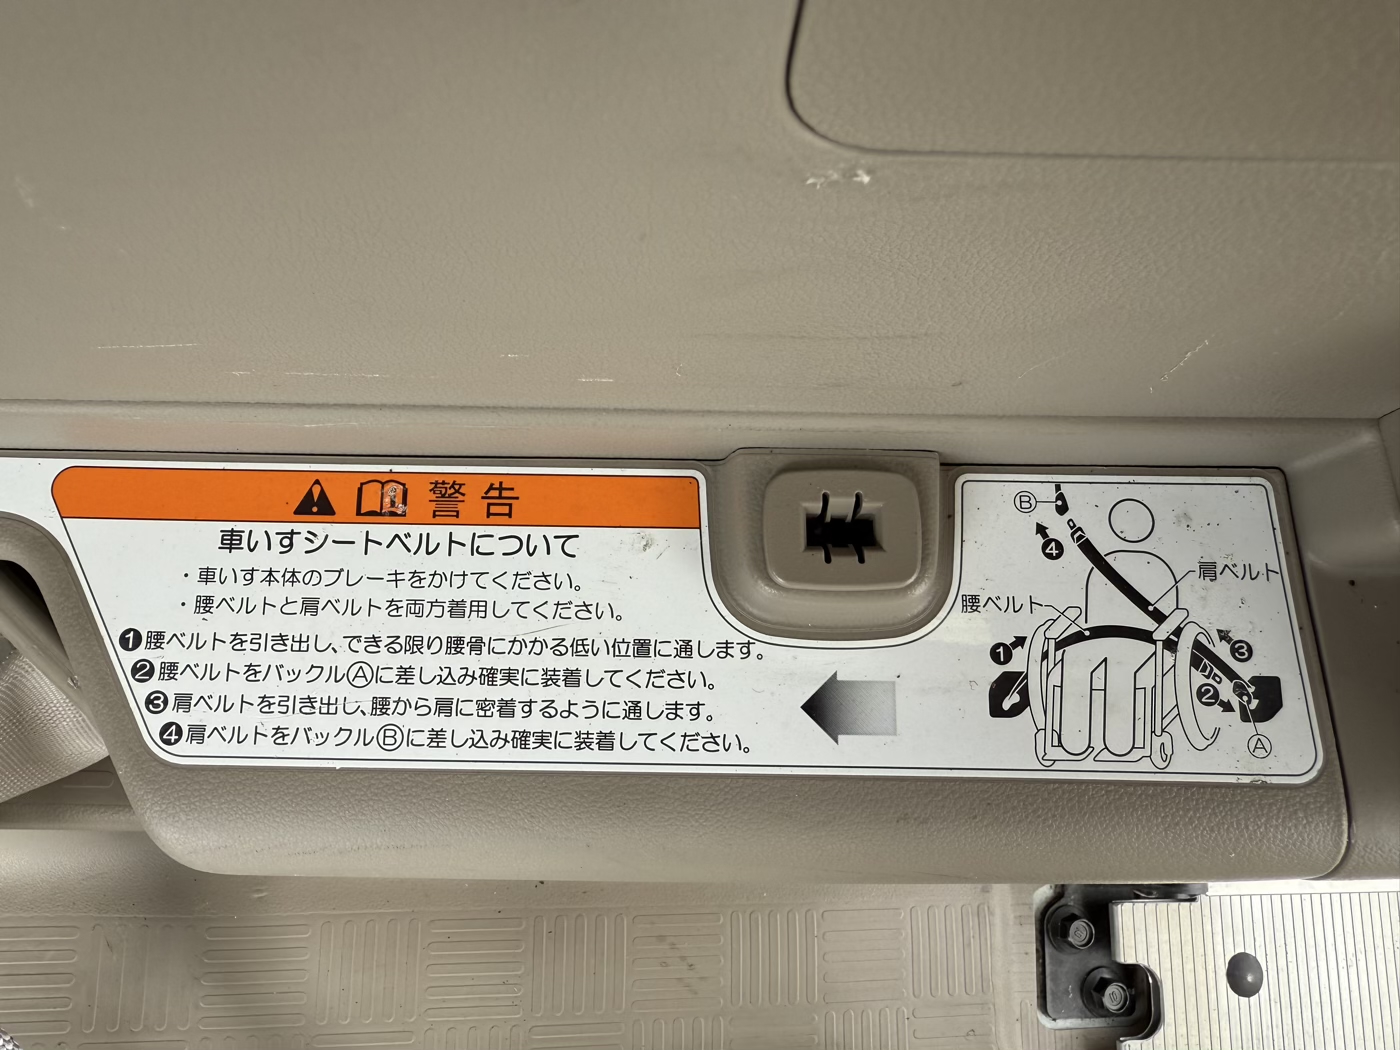 警告
車いすシートベルトについて
・車いす本体のブレーキをかけてください。
・腰ベルトと肩ベルトを両方着用してください。
❶腰ベルトを引き出し、できる限り腰骨にかかる低い位置に通します。
❷腰ベルトをバックルⒶに差し込み確実に装着してください。
❸肩ベルトを引き出し、腰から肩に密着するように通します。
❹肩ベルトをバックルⒷに差し込み確実に装着してください。
Ⓑ
❹
肩ベルト
腰ベルト
❶
❸
❷
Ⓐ